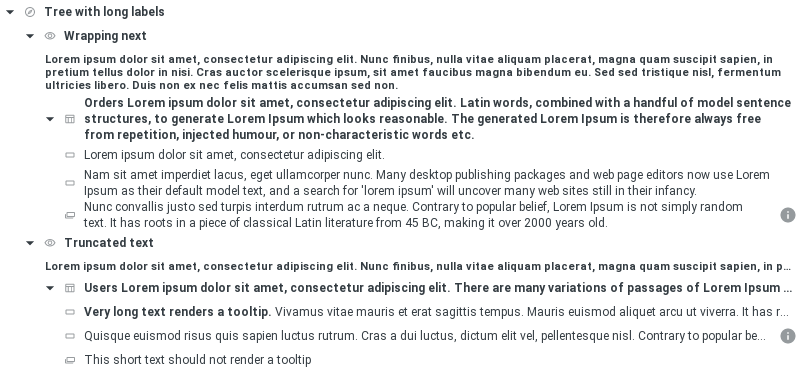 Tree with long labels
Wrapping next
Lorem ipsum dolor sit amet, consectetur adipiscing elit. Nunc finibus, nulla vitae aliquam placerat, magna quam suscipit sapien, in
pretium tellus dolor in nisi. Cras auctor scelerisque ipsum, sit amet faucibus magna bibendum eu. Sed sed tristique nisl, fermentum
ultricies libero. Duis non ex nec felis mattis accumsan sed non.
Orders Lorem ipsum dolor sit amet, consectetur adipiscing elit. Latin words, combined with a handful of model sentence
structures, to generate Lorem Ipsum which looks reasonable. The generated Lorem Ipsum is therefore always free
from repetition, injected humour, or non-characteristic words etc.
Lorem ipsum dolor sit amet, consectetur adipiscing elit.
Nam sit amet imperdiet lacus, eget ullamcorper nunc. Many desktop publishing packages and web page editors now use Lorem
Ipsum as their default model text, and a search for 'lorem ipsum' will uncover many web sites still in their infancy.
Nunc convallis justo sed turpis interdum rutrum ac a neque. Contrary to popular belief, Lorem Ipsum is not simply random
text. It has roots in a piece of classical Latin literature from 45 BC, making it over 2000 years old.
Truncated text
Lorem ipsum dolor sit amet, consectetur adipiscing elit. Nunc finibus, nulla vitae aliquam placerat, magna quam suscipit sapien, in p...
Users Lorem ipsum dolor sit amet, consectetur adipiscing elit. There are many variations of passages of Lorem Ipsum ...
Very long text renders a tooltip. Vivamus vitae mauris et erat sagittis tempus. Mauris euismod aliquet arcu ut viverra. It has r...
Quisque euismod risus quis sapien luctus rutrum. Cras a dui luctus, dictum elit vel, pellentesque nisl. Contrary to popular be...
This short text should not render a tooltip